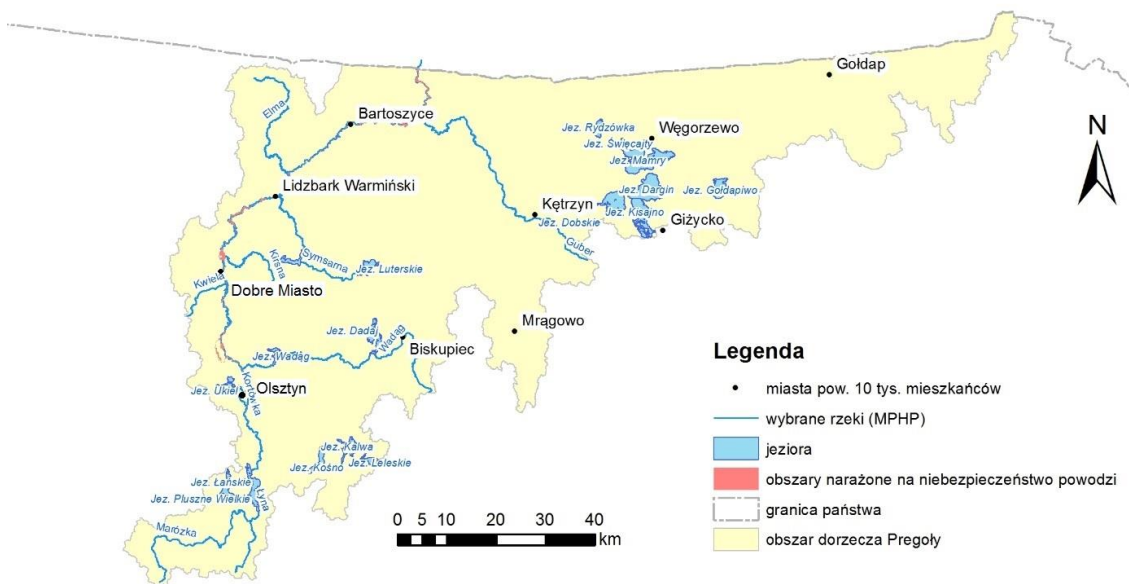 Gołdap
Elma
Bartoszyce
Jez. Rydzówka
Węgorzewo
Jez. Święcajty
Jez. Mamry
N
Lidzbark Warmiński
Jez. Dargin
Jez. Gołdapiwo
Kętrzyn
Jez. Kisajno
Jez. Dobskie
Giżycko
Guber
Kirsna
Symsarna
Jez. Luterskie
Kwiela
Dobre Miasto
Mrągowo
Jez. Dadaj
Wadąg
Biskupiec
Jez. Wadąg
Legenda
Jez. Ukiel
Kortówka
Olsztyn
miasta pow. 10 tys. mieszkańców
wybrane rzeki (MPHP)
jeziora
Jez. Kalwa
Jez. Kośno
Jez. Leleskie
obszary narażone na niebezpieczeństwo powodzi
Jez. Łańskie
Jez. Pluszne Wielkie
Łyna
granica państwa
Marózka
0 5 10 20 30 40
km
obszar dorzecza Pregoły